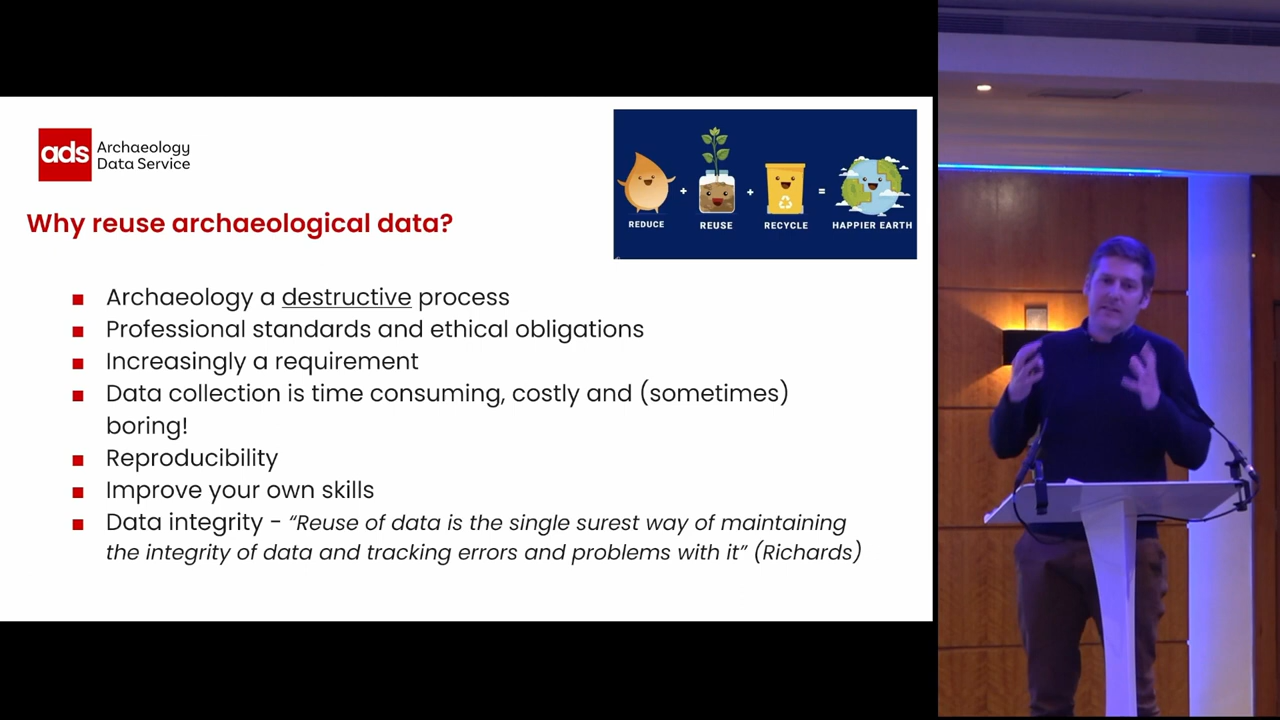 ads Archaeology
Data Service
REDUCE + REUSE + RECYCLE = HAPPIER EARTH
Why reuse archaeological data?
Archaeology a destructive process
Professional standards and ethical obligations
Increasingly a requirement
Data collection is time consuming, costly and (sometimes)
boring!
Reproducibility
Improve your own skills
Data integrity - “Reuse of data is the single surest way of maintaining
the integrity of data and tracking errors and problems with it” (Richards)